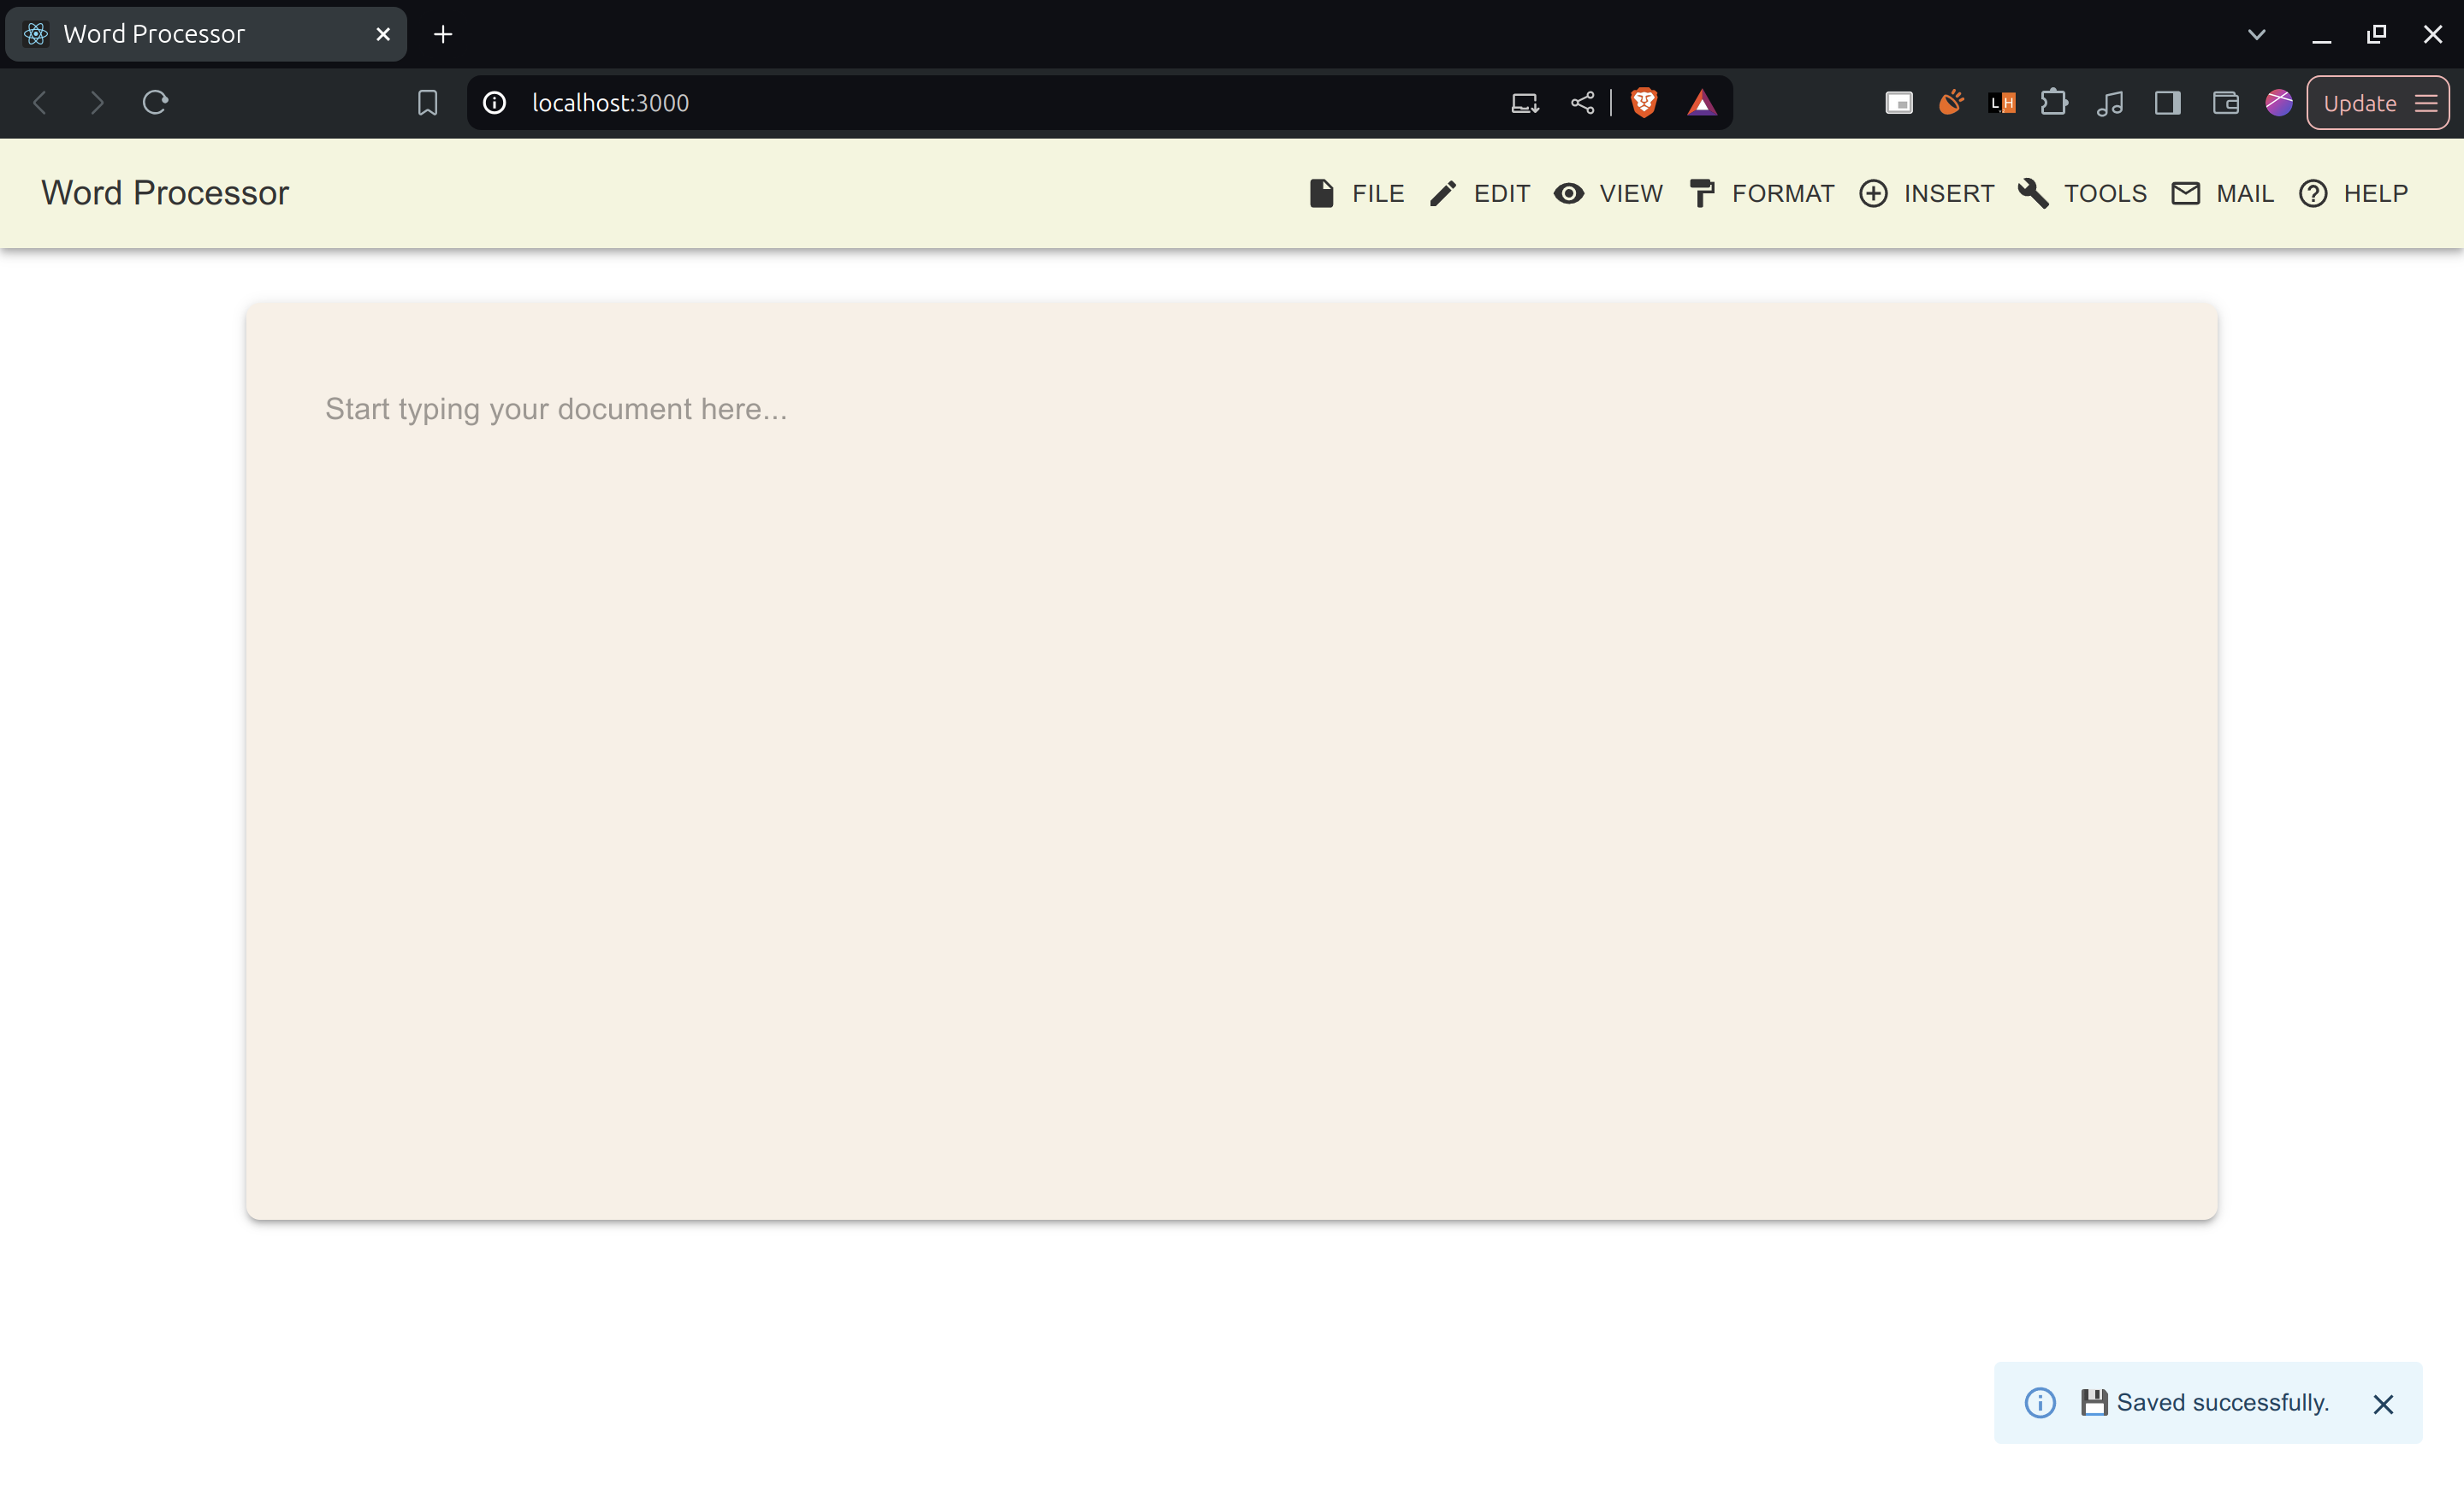 Word Processor
localhost:3000
L H
Update
Word Processor
FILE EDIT VIEW FORMAT INSERT TOOLS MAIL HELP
Start typing your document here...
💾 Saved successfully.